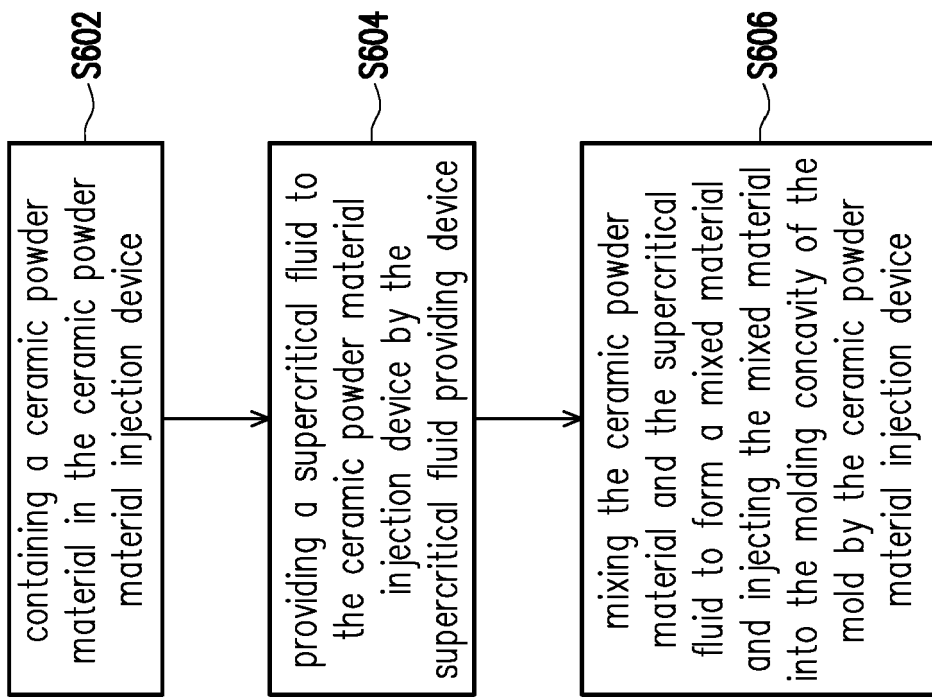 containing a ceramic powder
material in the ceramic powder
material injection device
S602
providing a supercritical fluid to
the ceramic powder material
injection device by the
supercritical fluid providing device
S604
mixing the ceramic powder
material and the supercritical
fluid to form a mixed material
and injecting the mixed material
into the molding concavity of the
mold by the ceramic powder
material injection device
S606